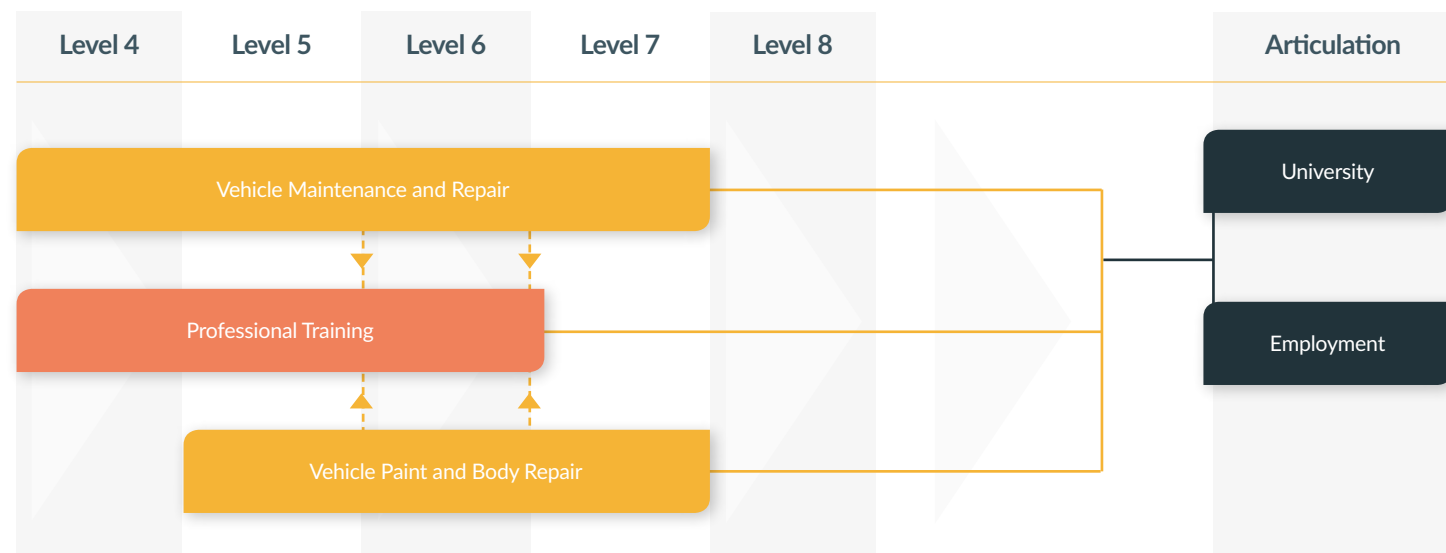 Level 4
Level 5
Level 6
Level 7
Level 8
Articulation
Vehicle Maintenance and Repair
University
Professional Training
Employment
Vehicle Paint and Body Repair